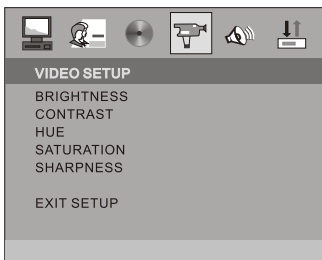 VIDEO SETUP
BRIGHTNESS
CONTRAST
HUE
SATURATION
SHARPNESS
EXIT SETUP